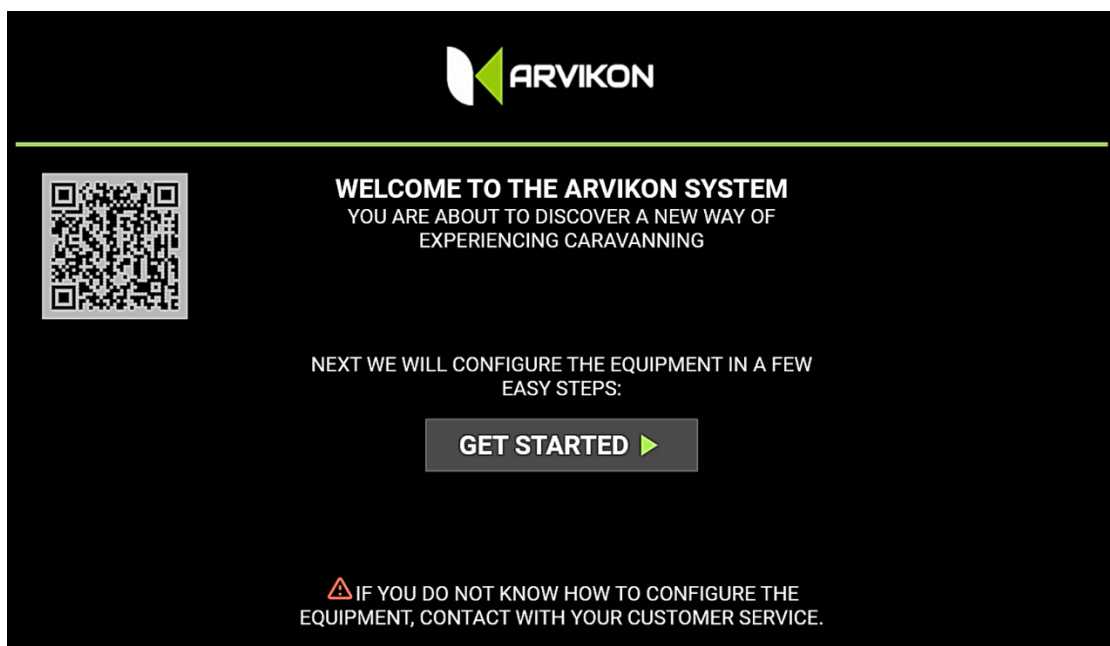 ARVIKON
WELCOME TO THE ARVIKON SYSTEM
YOU ARE ABOUT TO DISCOVER A NEW WAY OF
EXPERIENCING CARAVANNING
NEXT WE WILL CONFIGURE THE EQUIPMENT IN A FEW
EASY STEPS:
GET STARTED
IF YOU DO NOT KNOW HOW TO CONFIGURE THE
EQUIPMENT, CONTACT WITH YOUR CUSTOMER SERVICE.